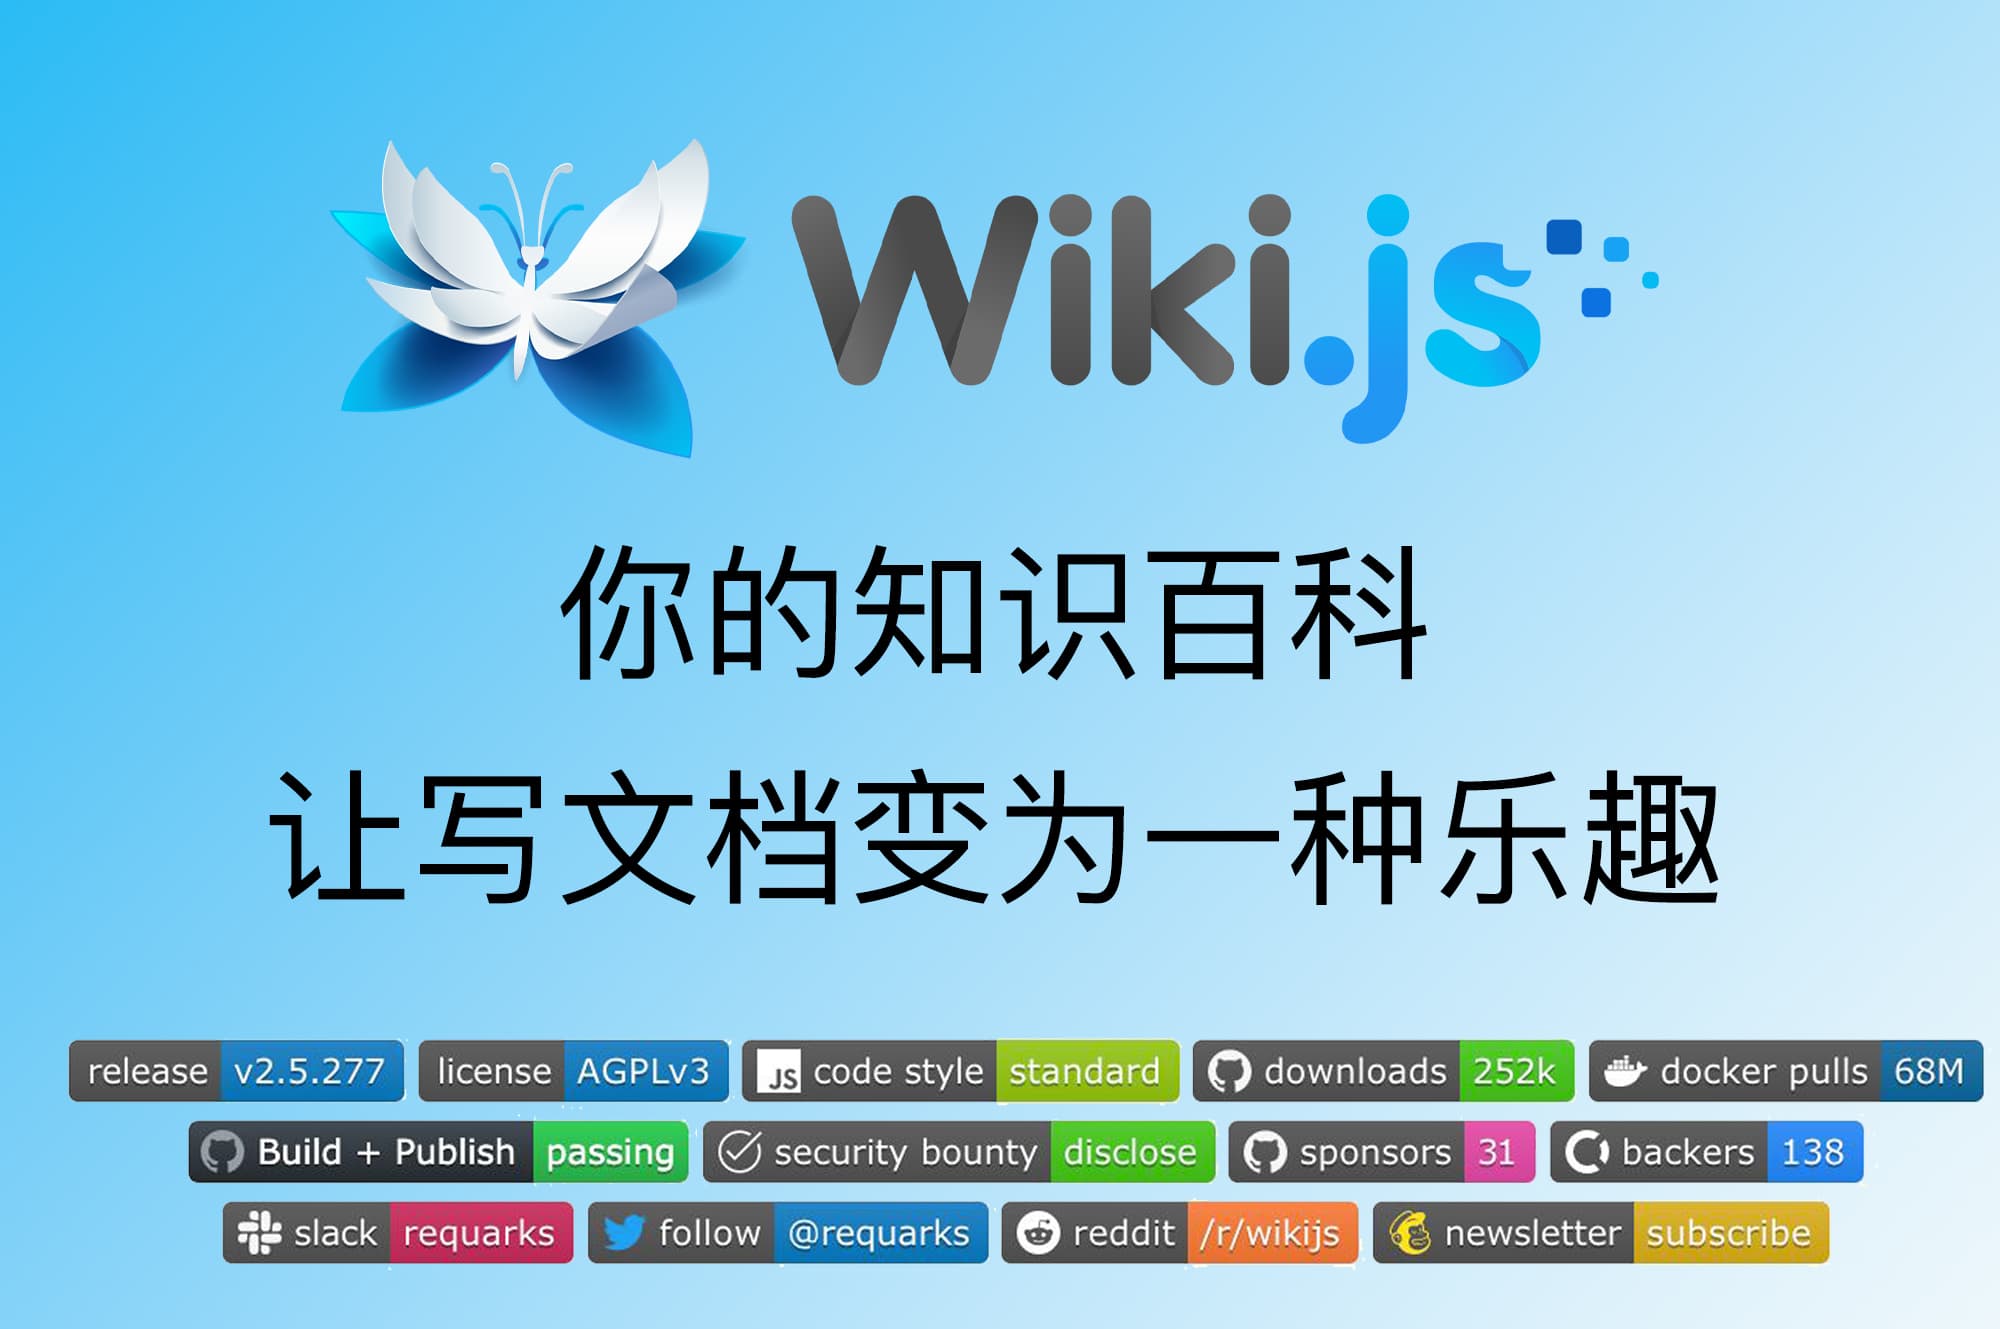 Wiki.js
你的知识百科
让写文档变为一种乐趣
release v2.5.277 license AGPLv3 JS code style standard downloads 252k docker pulls 68M
Build + Publish passing security bounty disclose sponsors 31 backers 138
slack requarks follow @requarks reddit /r/wikijs newsletter subscribe